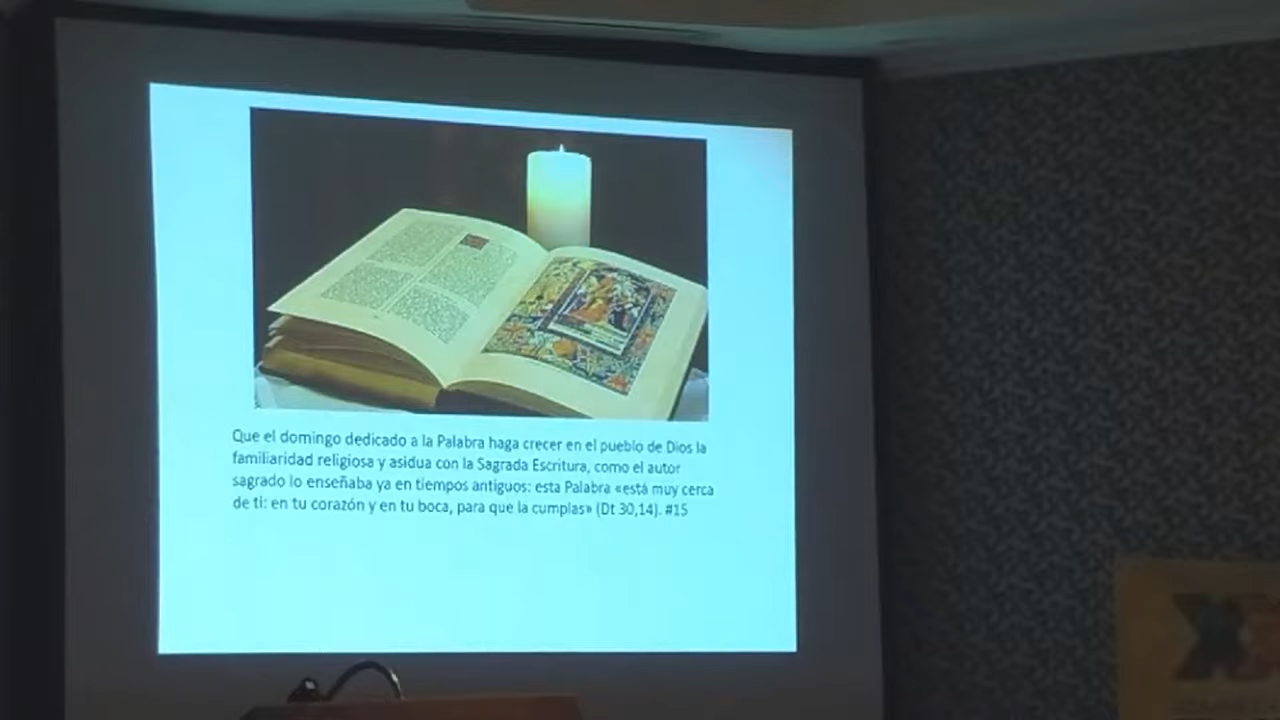 Que el domingo dedicado a la Palabra haga crecer en el pueblo de Dios la
familiaridad religiosa y asidua con la Sagrada Escritura, como el autor
sagrado lo enseñaba ya en tiempos antiguos: esta Palabra «está muy cerca
de ti: en tu corazón y en tu boca, para que la cumplas» (Dt 30,14). #15